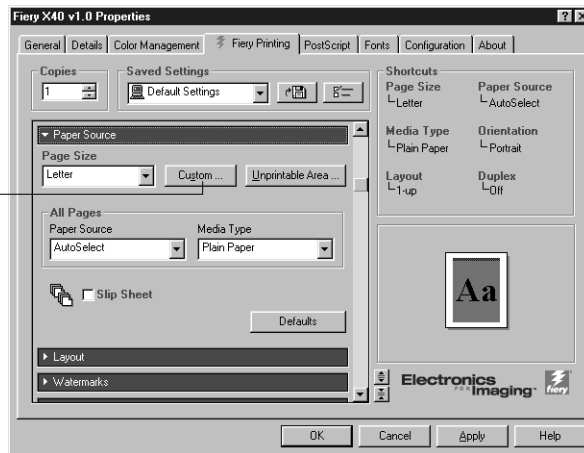 Fiery X40 v1.0 Properties
General Details Color Management Fiery Printing PostScript Fonts Configuration About
Copies
1
Saved Settings
Default Settings
Paper Source
Page Size
Letter
Custom ...
Unprintable Area ...
All Pages
Paper Source
AutoSelect
Media Type
Plain Paper
Slip Sheet
Defaults
Layout
Watermarks
Shortcuts
Page Size
Letter
Paper Source
AutoSelect
Media Type
Plain Paper
Orientation
Portrait
Layout
1-up
Duplex
Off
Aa
Electronics
FOR Imaging
fiery
OK Cancel Apply Help